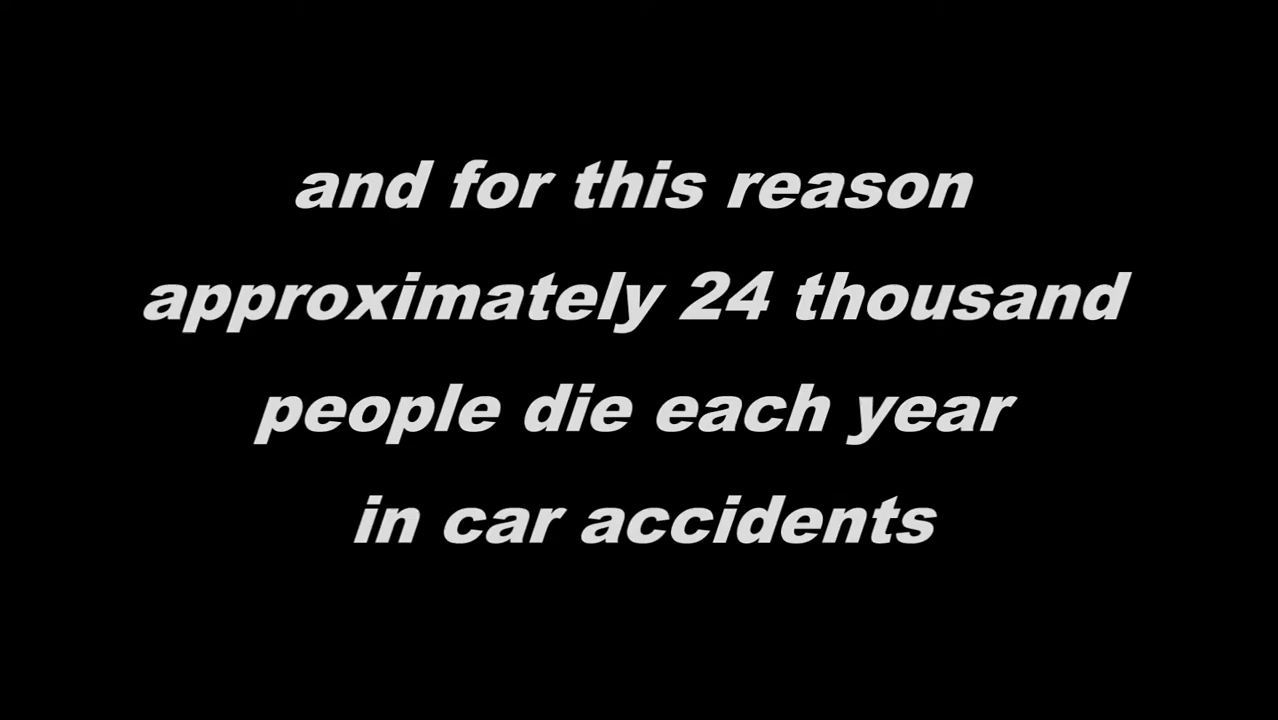 and for this reason
approximately 24 thousand
people die each year
in car accidents